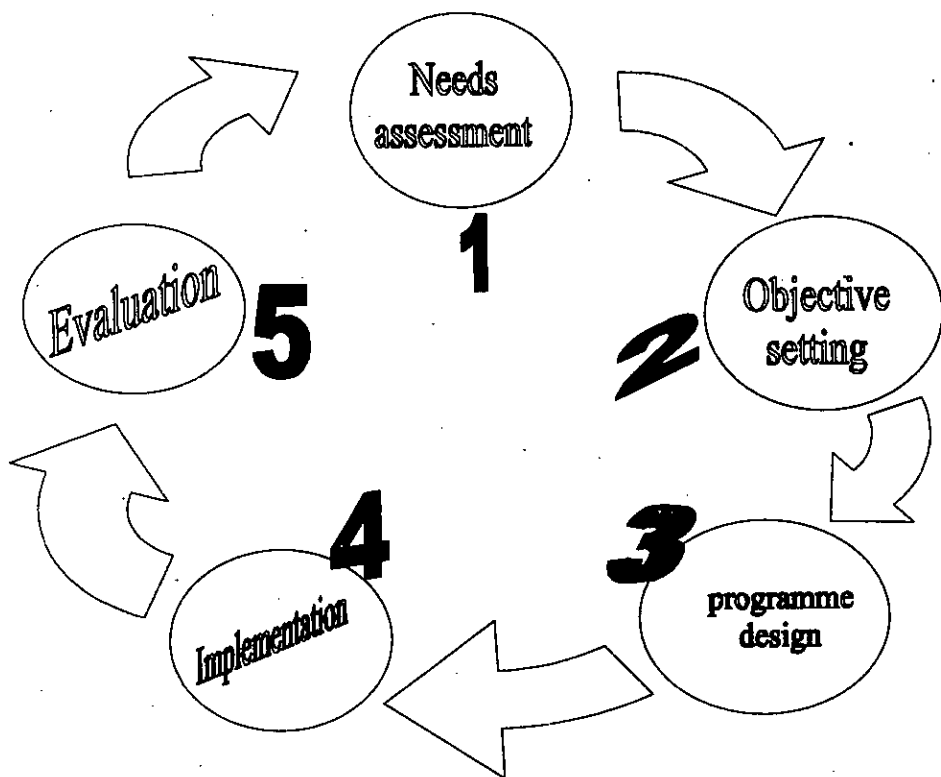 Needs
assessment
1
Objective
setting
2
3
programme
design
4
Implementation
Evaluation
5